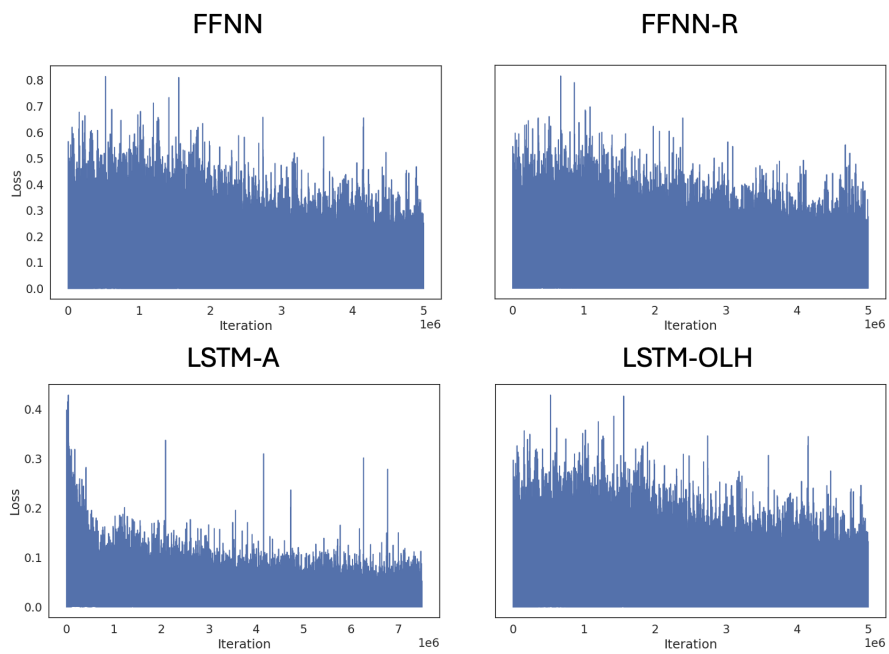 FFNN
FFNN-R
0.8
0.7
0.6
0.5
0.4
0.3
0.2
0.1
0.0
Loss
0 1 2 3 4 5
1e6
Iteration
0 1 2 3 4 5
1e6
Iteration
LSTM-A
LSTM-OLH
0.4
0.3
0.2
0.1
0.0
Loss
0 1 2 3 4 5 6 7
1e6
Iteration
0 1 2 3 4 5
1e6
Iteration